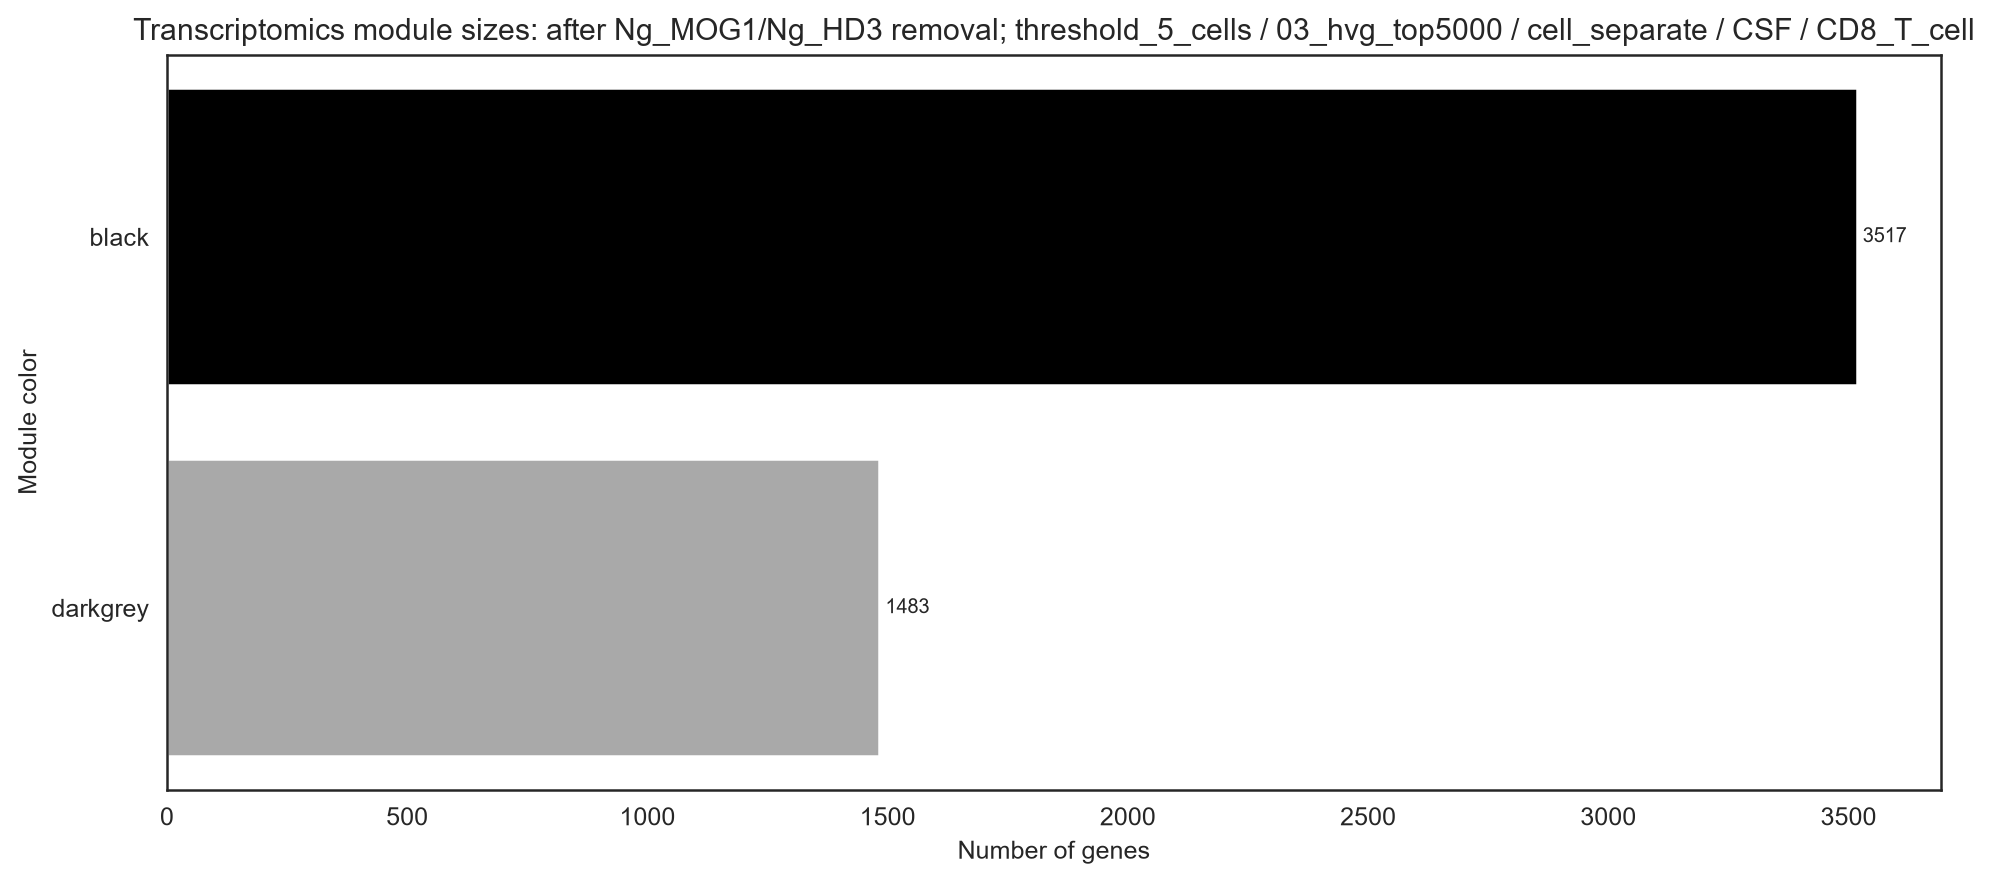 Transcriptomics module sizes: after Ng_MOG1/Ng_HD3 removal; threshold_5_cells / 03_hvg_top5000 / cell_separate / CSF / CD8_T_cell
Module color
black
3517
darkgrey
1483
0 500 1000 1500 2000 2500 3000 3500
Number of genes